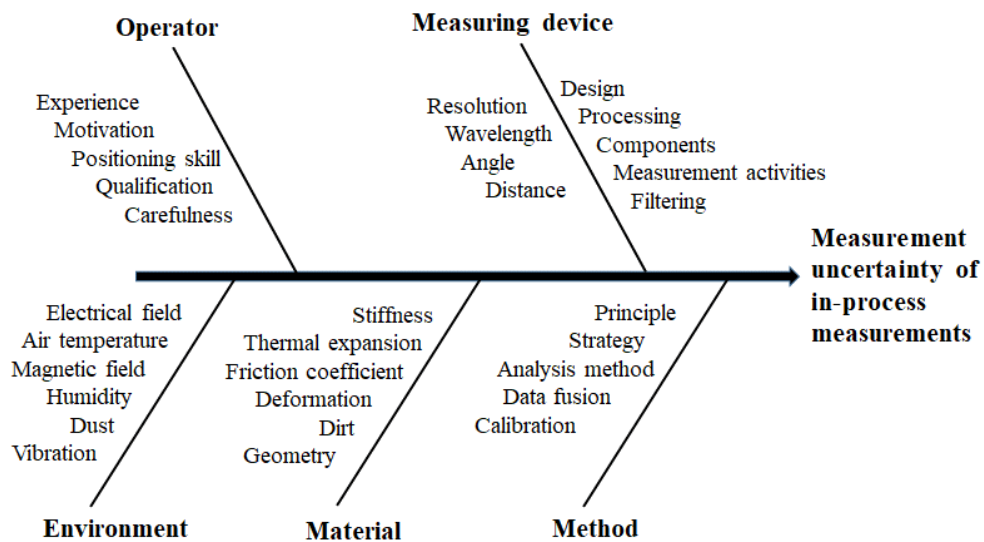 Operator
Measuring device
Experience
Motivation
Positioning skill
Qualification
Carefulness
Resolution
Wavelength
Angle
Distance
Design
Processing
Components
Measurement activities
Filtering
Measurement
uncertainty of
in-process
measurements
Electrical field
Air temperature
Magnetic field
Humidity
Dust
Vibration
Stiffness
Thermal expansion
Friction coefficient
Deformation
Dirt
Geometry
Principle
Strategy
Analysis method
Data fusion
Calibration
Environment
Material
Method